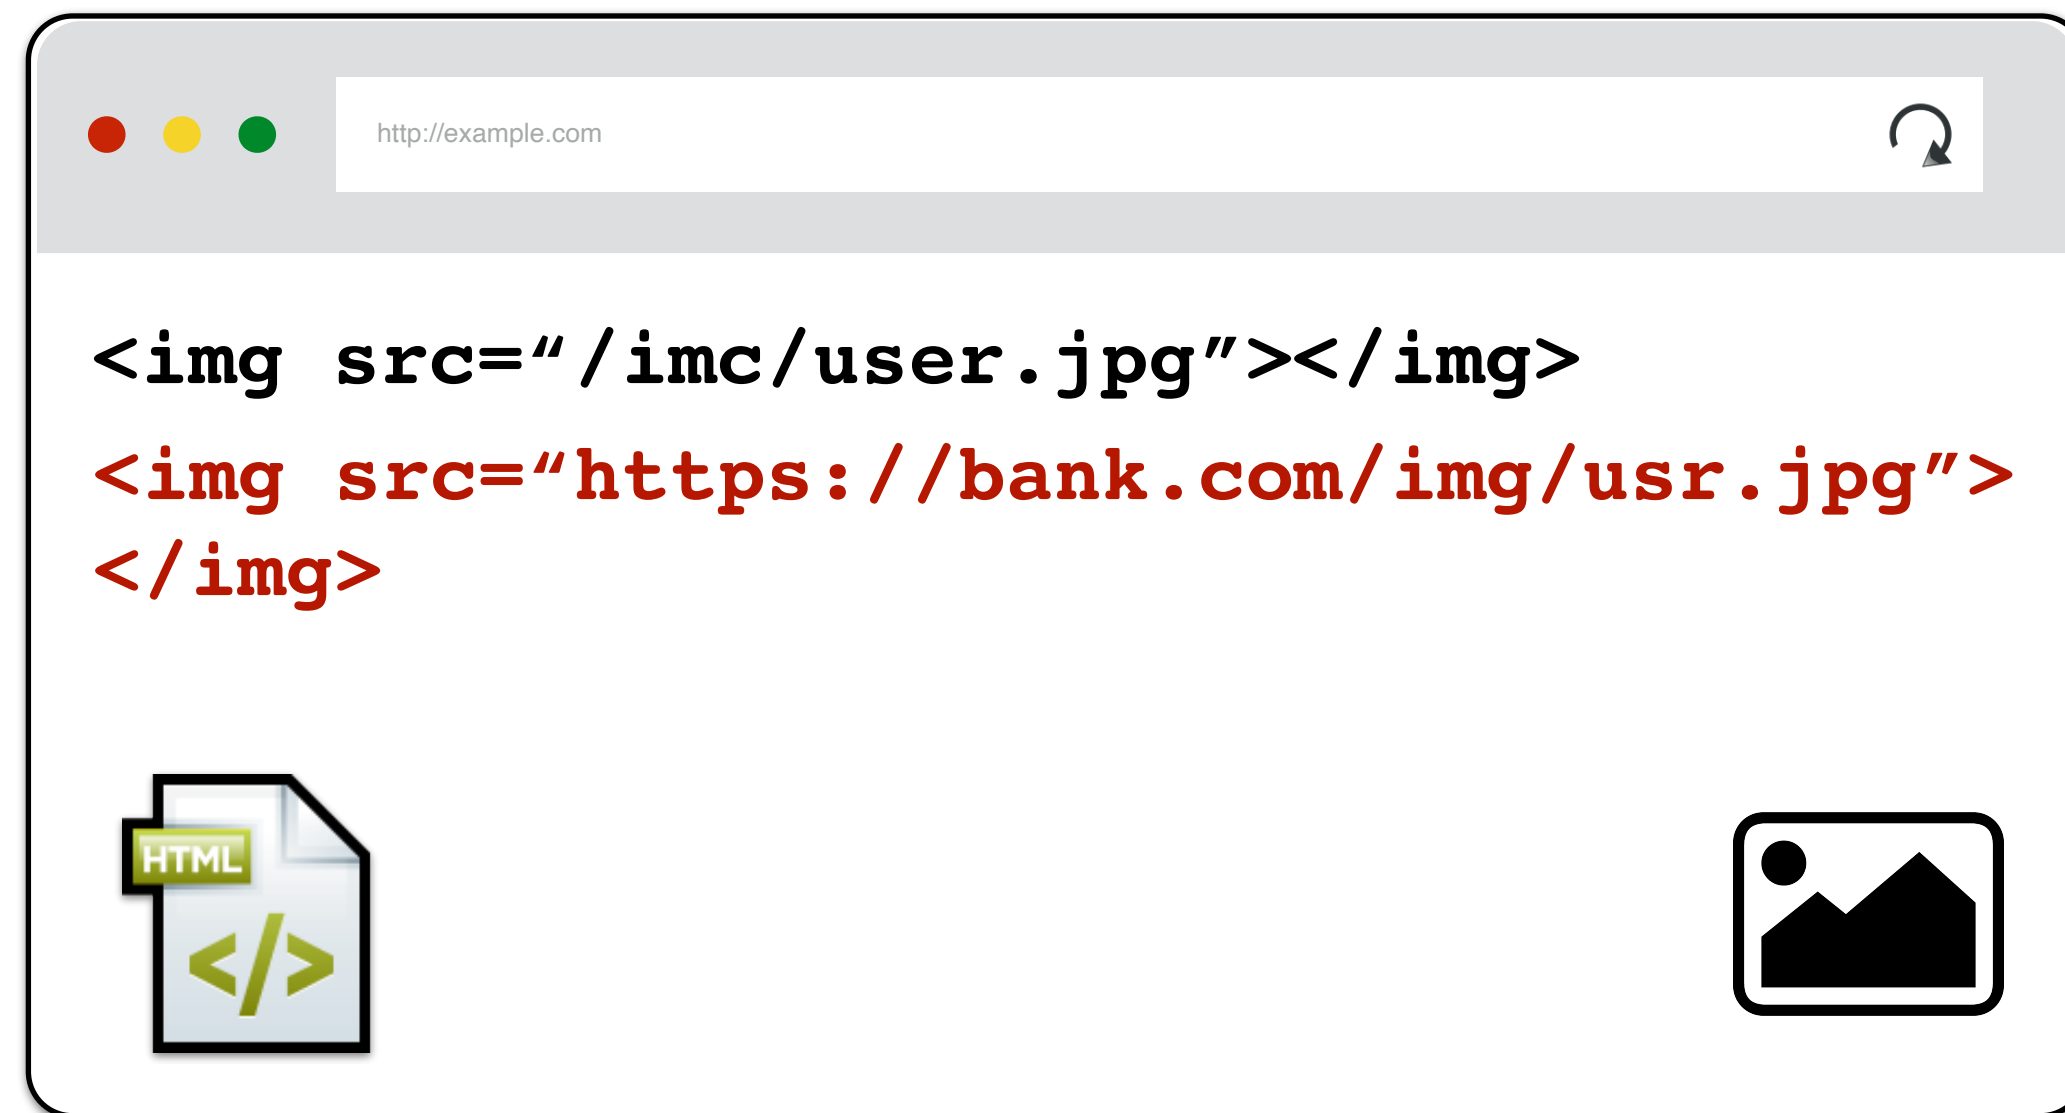 http://example.com
<img src=“/imc/user.jpg”></img>
<img src=“https://bank.com/img/usr.jpg”>
</img>
HTML
</>